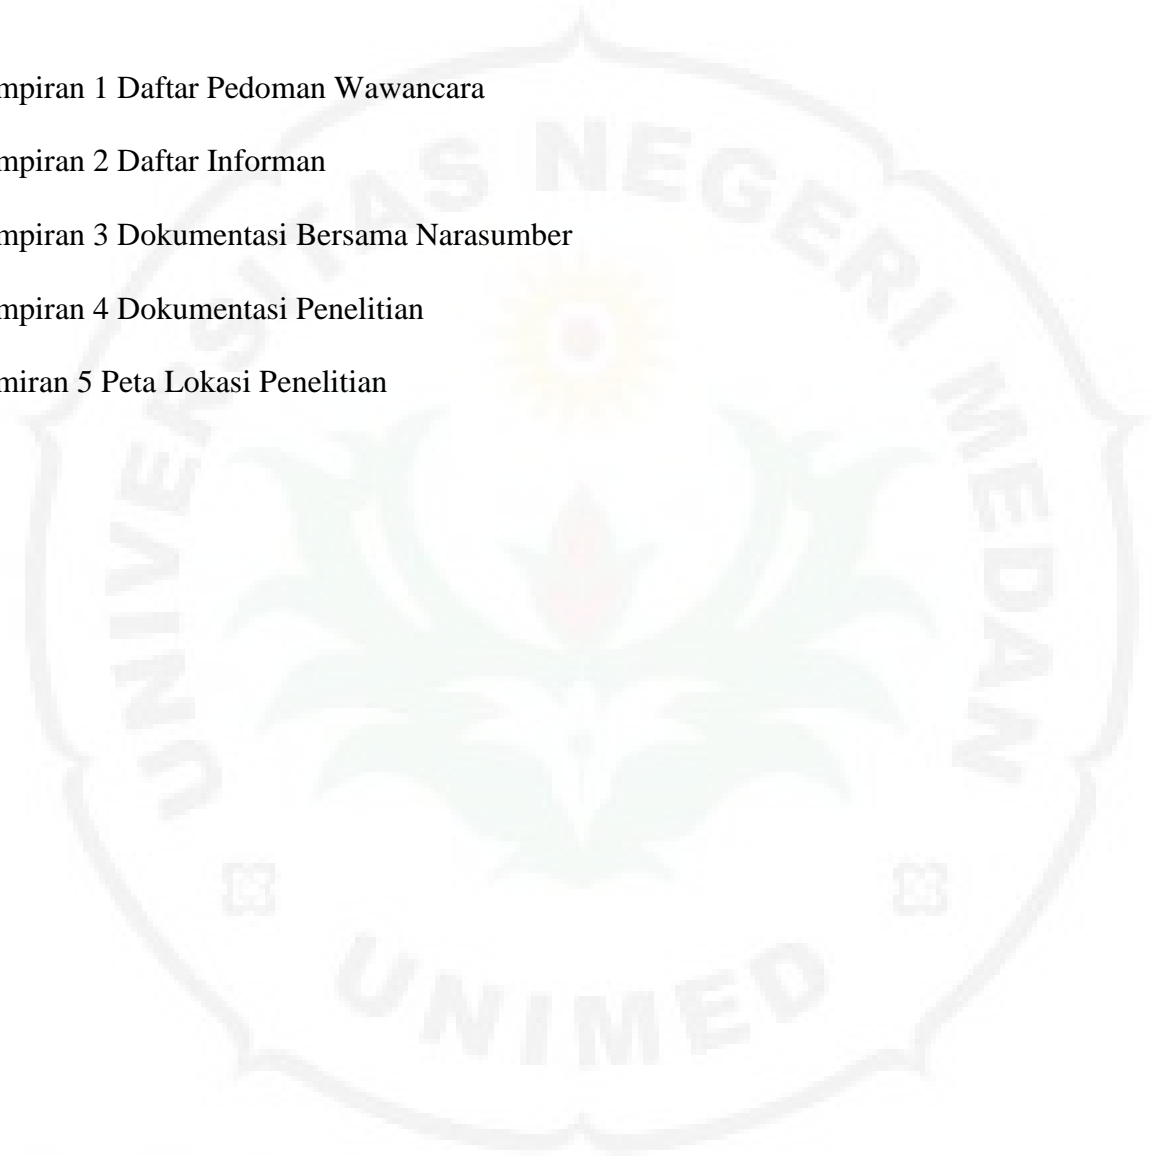 mpiran 1 Daftar Pedoman Wawancara
mpiran 2 Daftar Informan
mpiran 3 Dokumentasi Bersama Narasumber
mpiran 4 Dokumentasi Penelitian
miran 5 Peta Lokasi Penelitian
UNIVERSITAS NEGERI MEDAN
UNIMED